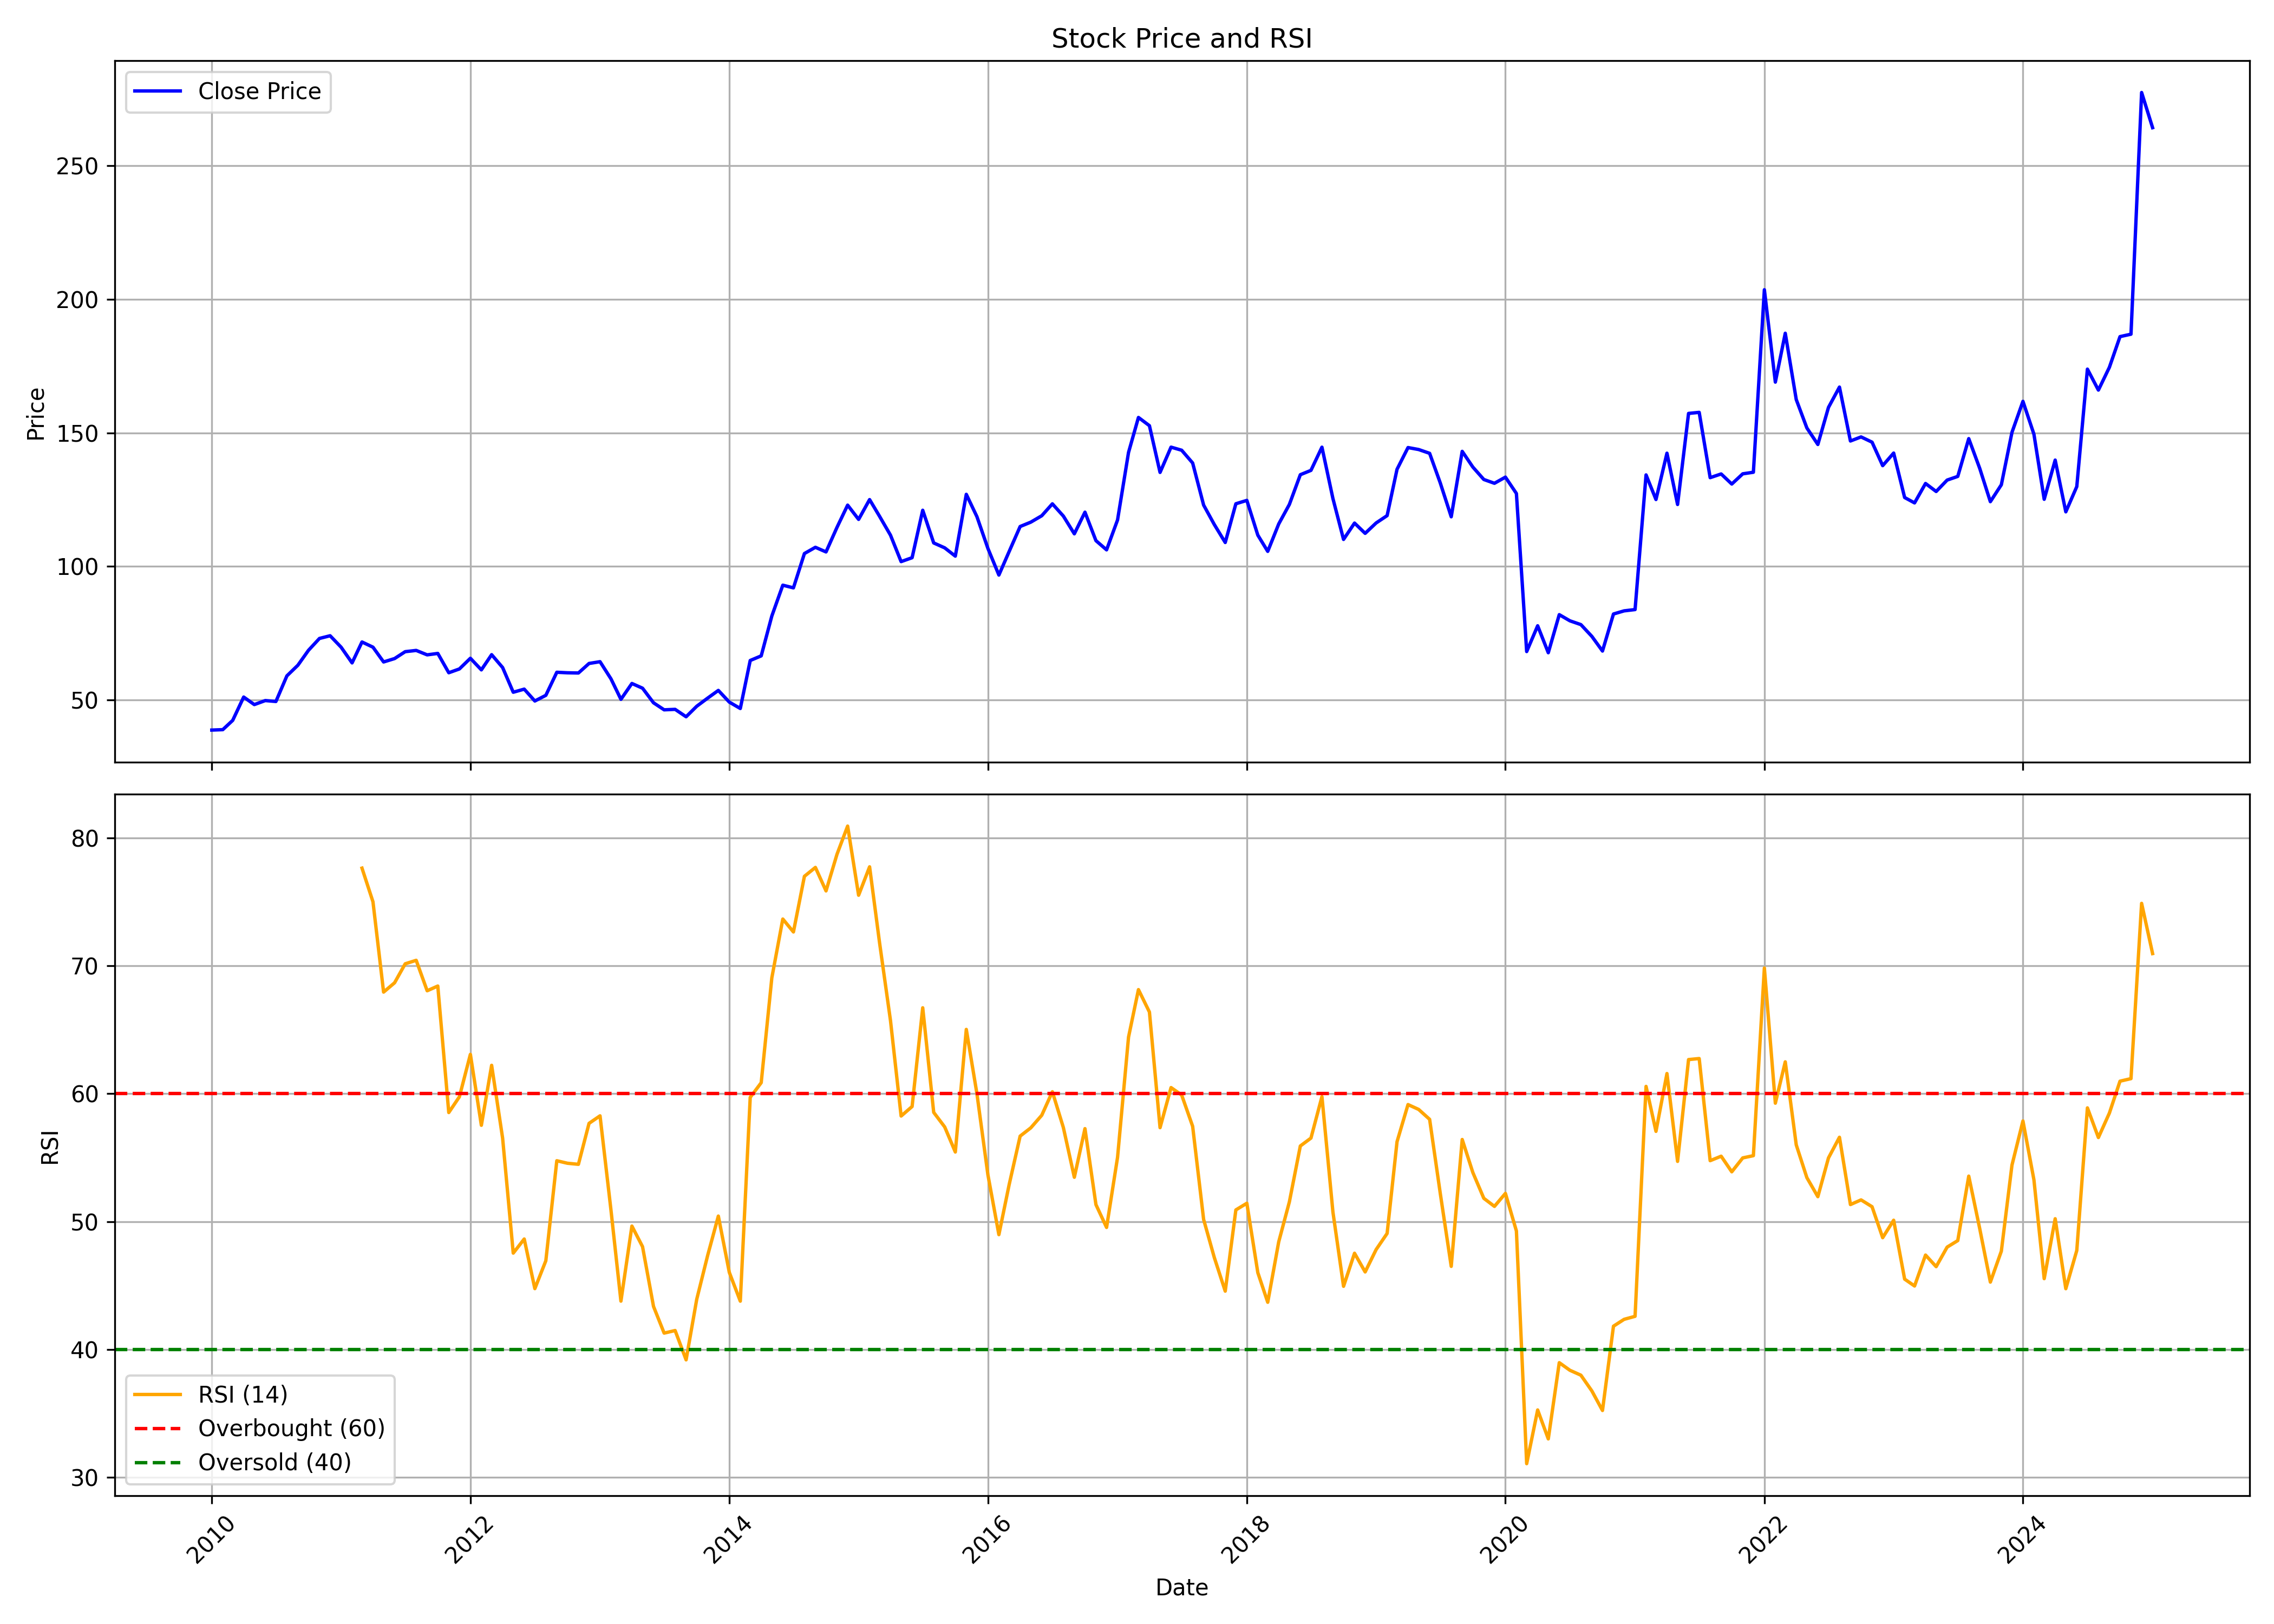 Stock Price and RSI
Close Price
250
200
150
100
50
Price
80
70
60
50
40
30
RSI
RSI (14)
Overbought (60)
Oversold (40)
2010
2012
2014
2016
2018
2020
2022
2024
Date